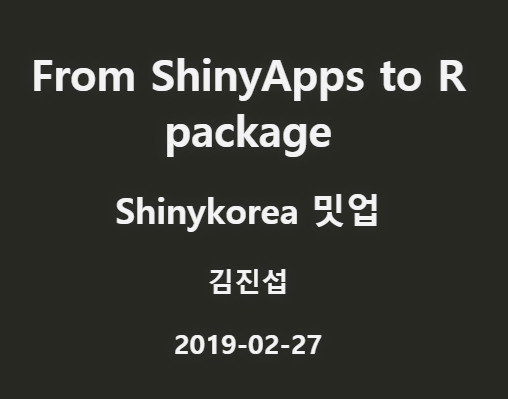 From ShinyApps to R
package
Shinykorea 밋업
김진섭
2019-02-27